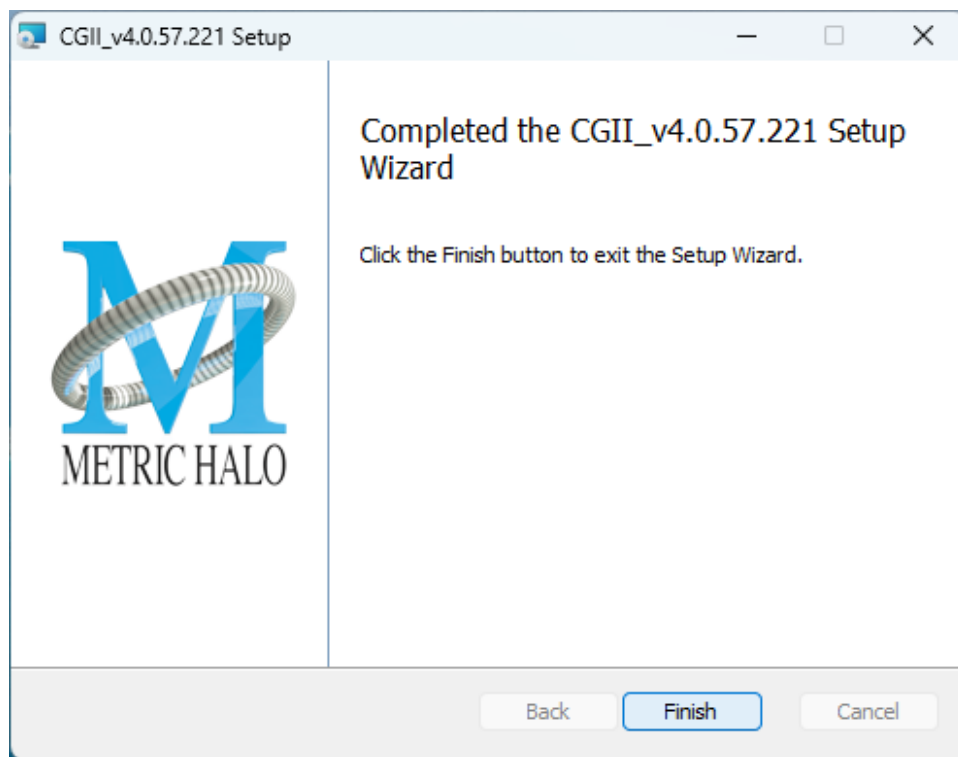 CGII_v4.0.57.221 Setup
Completed the CGII_v4.0.57.221 Setup
Wizard
Click the Finish button to exit the Setup Wizard.
METRIC HALO
Back
Finish
Cancel